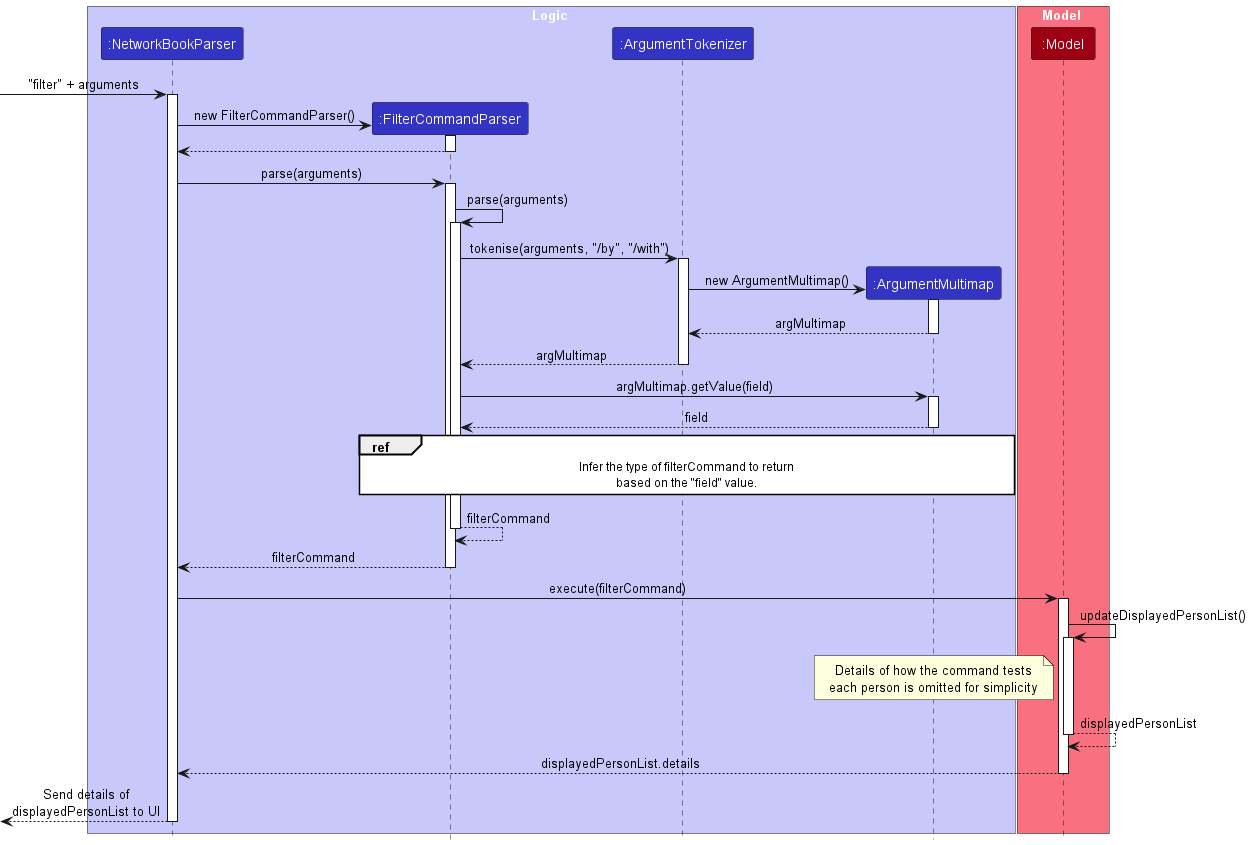 Logic
Model
:NetworkBookParser
:ArgumentTokenizer
:Model
"filter" + arguments
new FilterCommandParser()
:FilterCommandParser
parse(arguments)
parse(arguments)
tokenise(arguments, "/by", "/with")
new ArgumentMultimap()
:ArgumentMultimap
argMultimap
argMultimap
argMultimap.getValue(field)
field
ref
Infer the type of filterCommand to return
based on the "field" value.
filterCommand
filterCommand
execute(filterCommand)
updateDisplayedPersonList()
Details of how the command tests
each person is omitted for simplicity
displayedPersonList
displayedPersonList.details
Send details of
displayedPersonList to UI